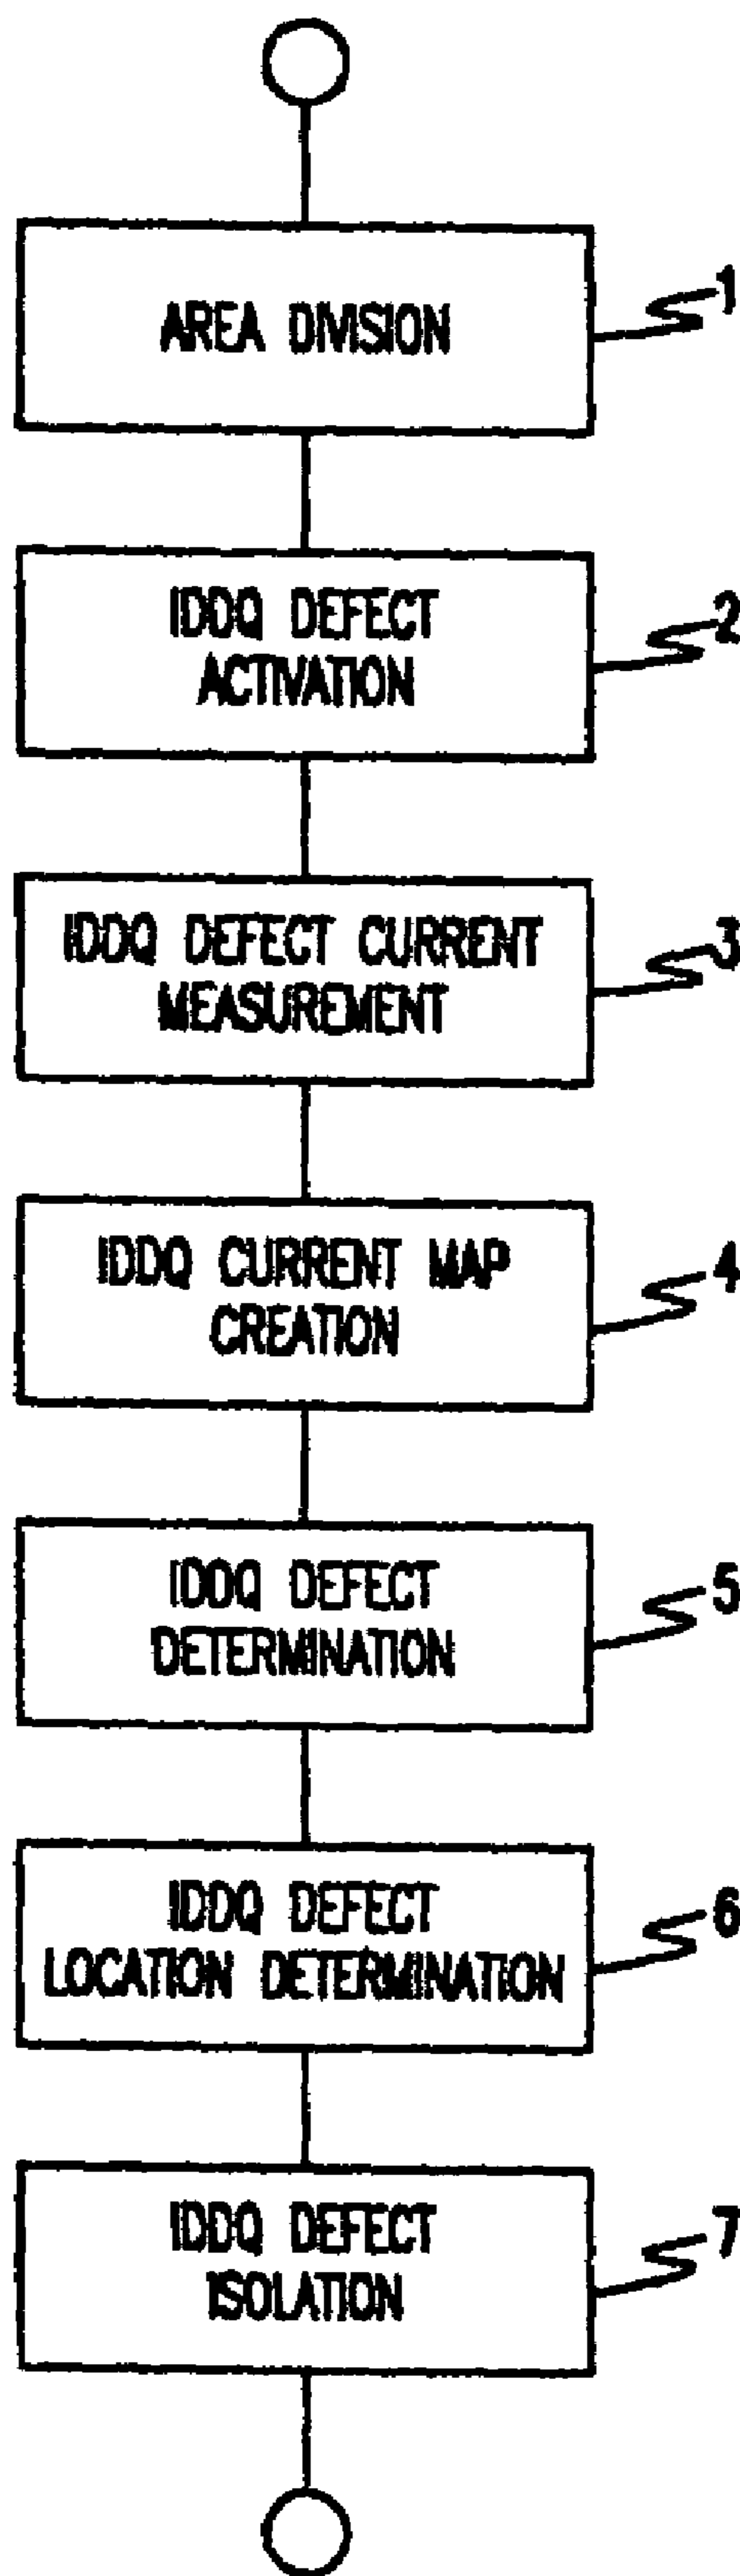 AREA DIVISION
1
IDDQ DEFECT
ACTIVATION
2
IDDQ DEFECT CURRENT
MEASUREMENT
3
IDDQ CURRENT MAP
CREATION
4
IDDQ DEFECT
DETERMINATION
5
IDDQ DEFECT
LOCATION DETERMINATION
6
IDDQ DEFECT
ISOLATION
7